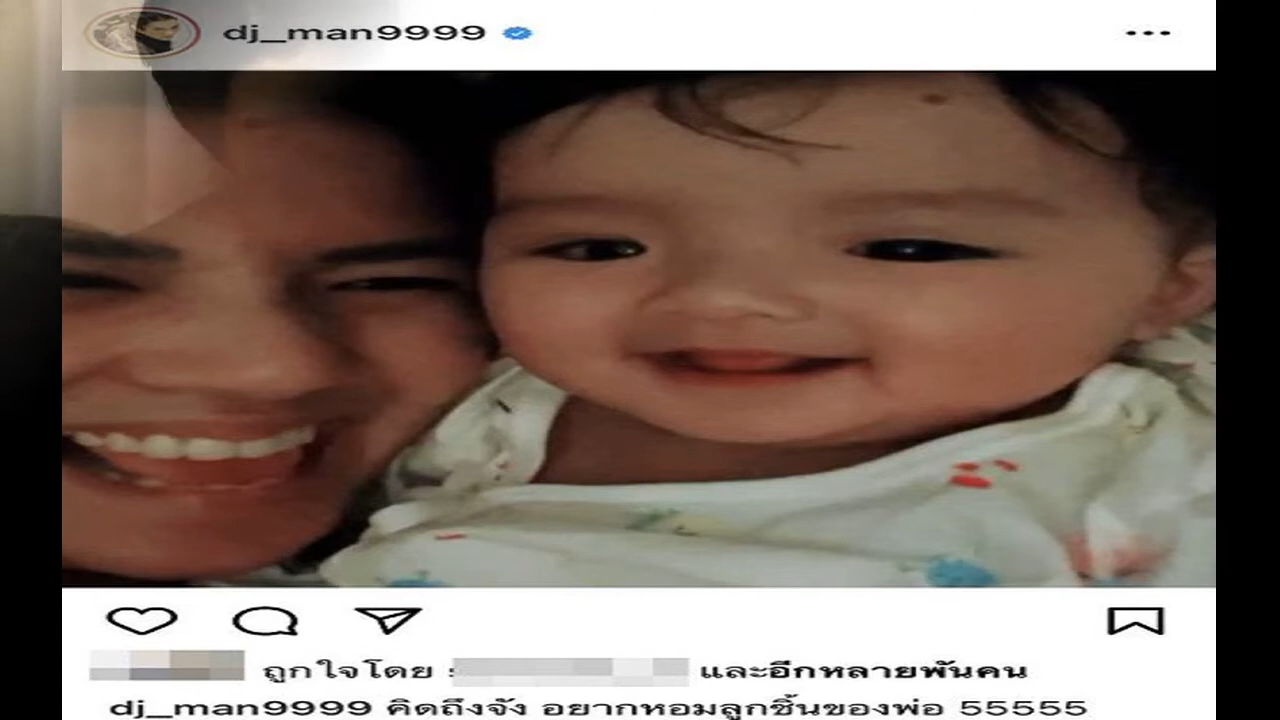 dj_man9999
ถูกใจโดย และอีกหลายพันคน
dj_man9999 คิดถึงจัง อยากหอมลูกชิ้นของพ่อ 55555